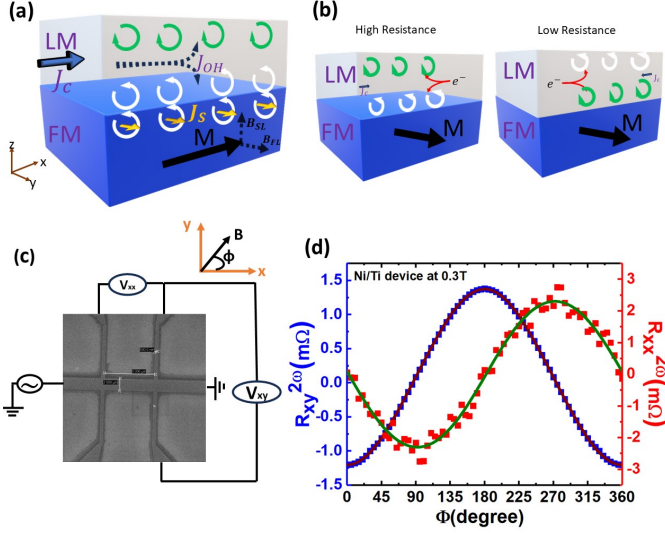 (a)
LM
J_C
J_OH
J_S
FM
M
B_SL
B_FL
z
x
y
(b)
High Resistance
Low Resistance
LM
J_C
e⁻
FM
M
LM
e⁻
J_C
FM
M
(c)
y
B
ϕ
x
V_xx
V_xy
(d)
Ni/Ti device at 0.3T
R_xy^2ω(mΩ)
1.5
1.0
0.5
0.0
-0.5
-1.0
-1.5
R_xx^2ω(mΩ)
3
2
1
0
-1
-2
-3
0 45 90 135 180 225 270 315 360
Φ(degree)